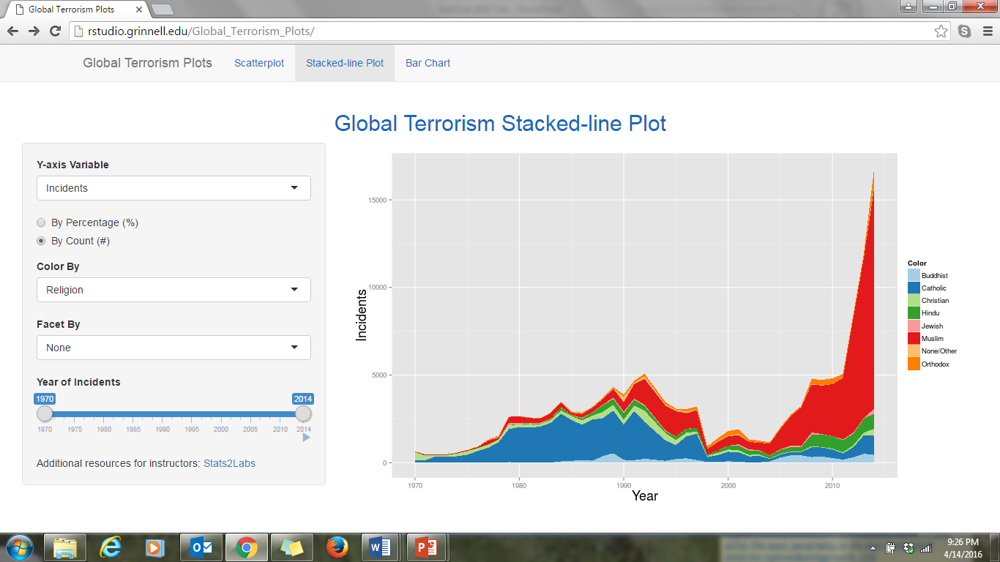 Global Terrorism Plots
rstudio.grinnell.edu/Global_Terrorism_Plots/
Global Terrorism Plots Scatterplot Stacked-line Plot Bar Chart
Global Terrorism Stacked-line Plot
Y-axis Variable
Incidents
By Percentage (%)
By Count (#)
Color By
Religion
Facet By
None
Year of Incidents
1970 2014
1970 1975 1980 1985 1990 1995 2000 2005 2010 2014
Additional resources for instructors: Stats2Labs
15000
10000
5000
0
Incidents
1970 1980 1990 2000 2010
Year
Color
Buddhist
Catholic
Christian
Hindu
Jewish
Muslim
None/Other
Orthodox
9:26 PM
4/14/2016